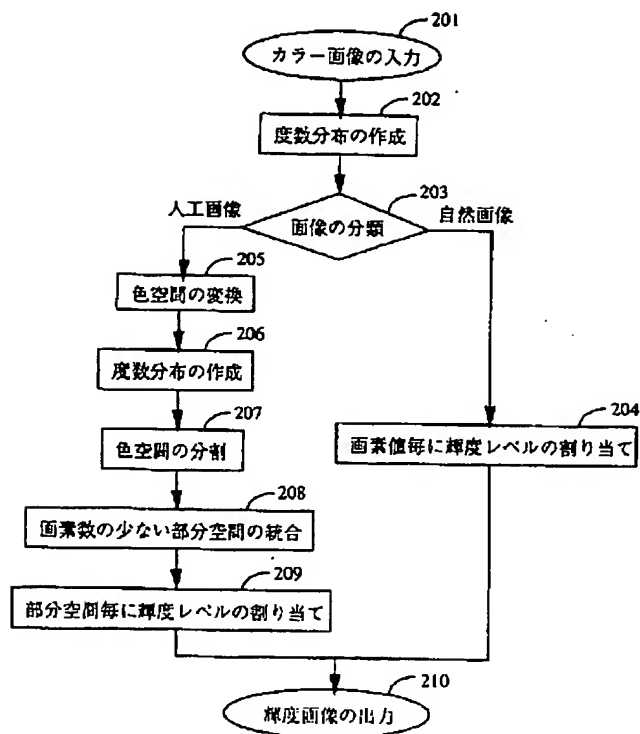 201
カラー画像の入力
202
度数分布の作成
203
人工画像
画像の分類
自然画像
205
色空間の変換
206
度数分布の作成
207
色空間の分割
204
画素値毎に輝度レベルの割り当て
208
画素数の少ない部分空間の統合
209
部分空間毎に輝度レベルの割り当て
210
輝度画像の出力